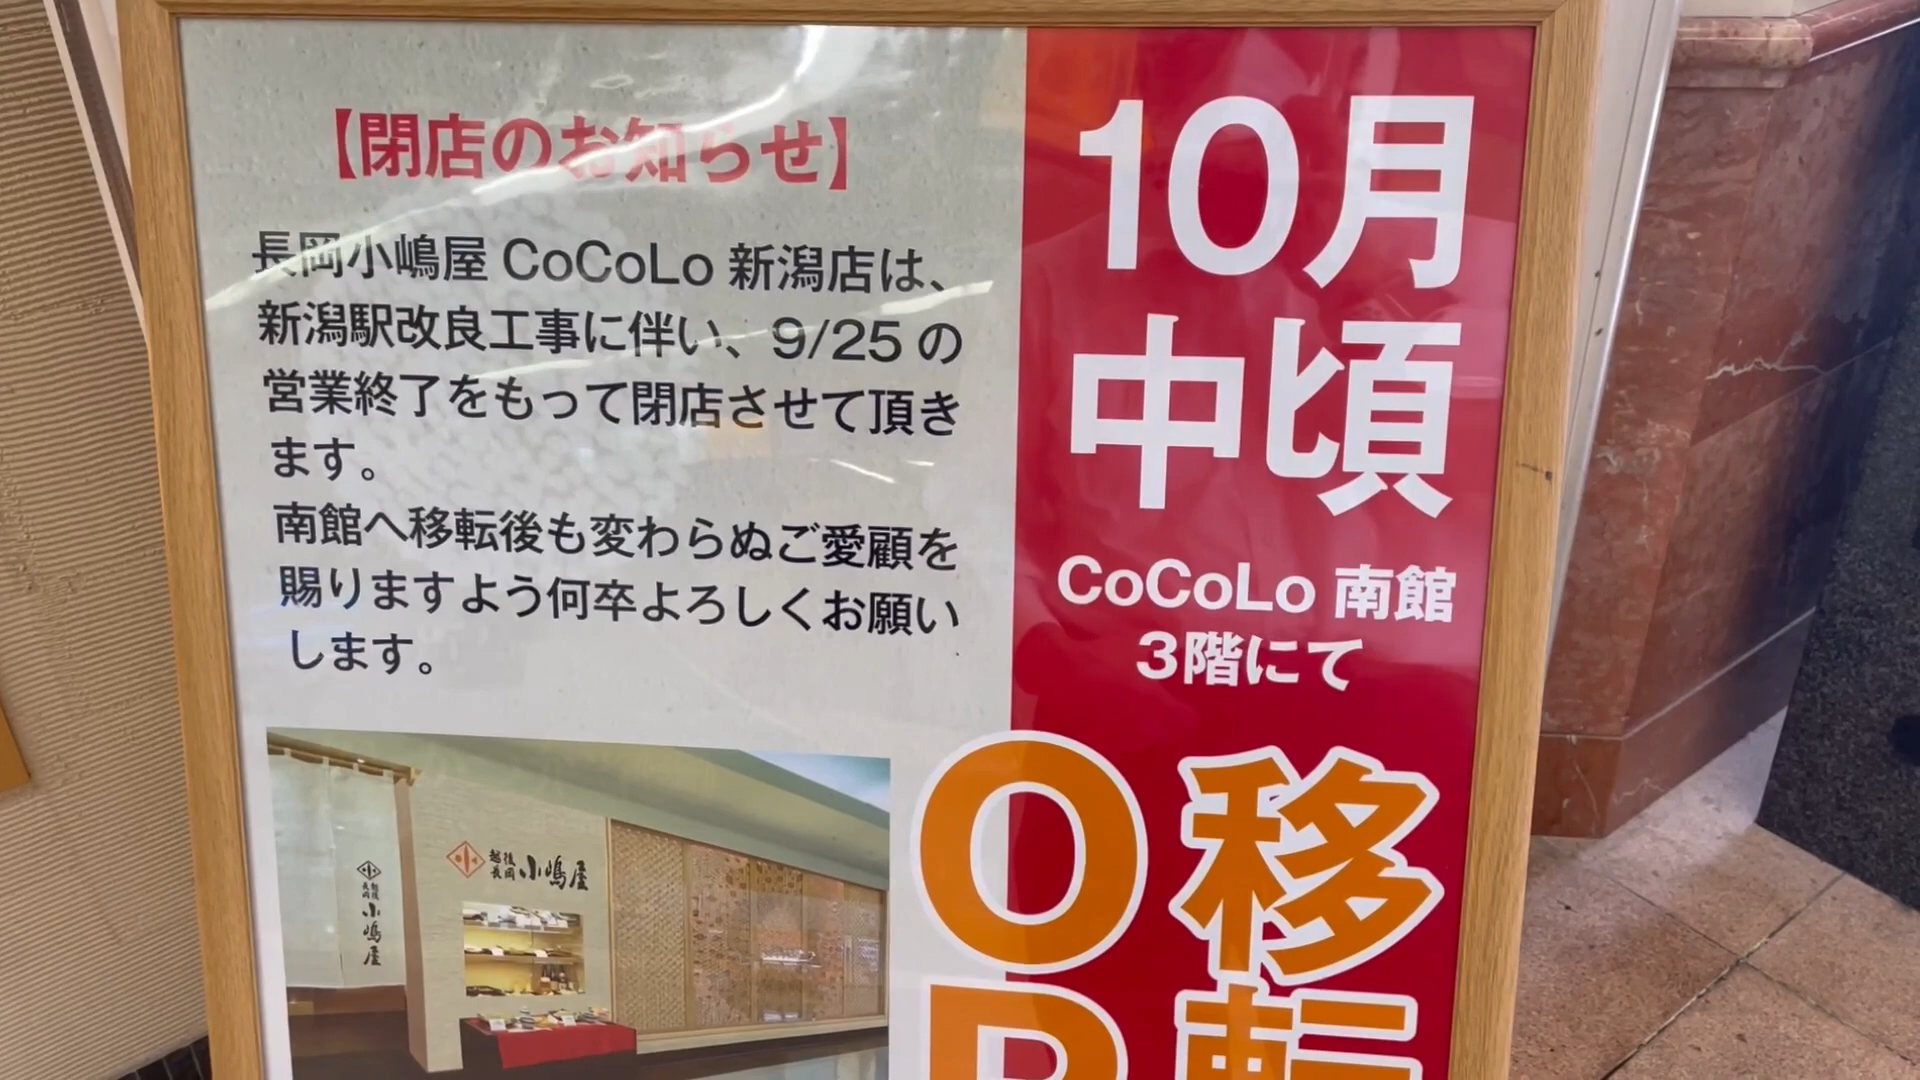 【閉店のお知らせ】
長岡小嶋屋 CoCoLo 新潟店は、
新潟駅改良工事に伴い、9/25 の
営業終了をもって閉店させて頂き
ます。
南館へ移転後も変わらぬご愛顧を
賜りますよう何卒よろしくお願い
します。
越後
長岡
小嶋屋
越後
長岡
小嶋屋
10月
中頃
CoCoLo 南館
3階にて
移転
O
P